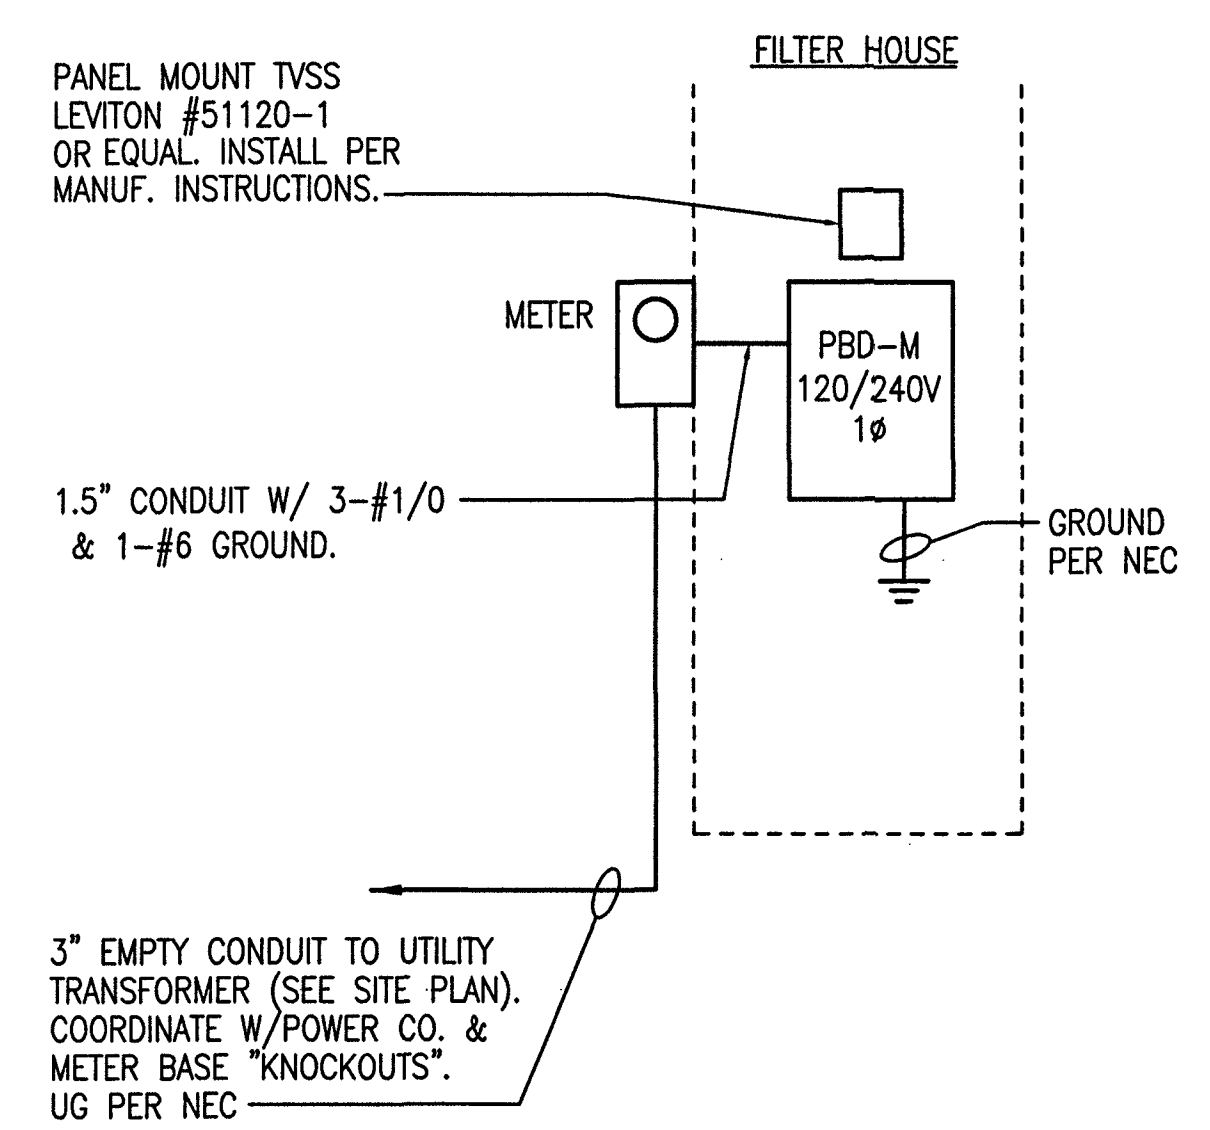 FILTER HOUSE
PANEL MOUNT TVSS
LEVITON #51120-1
OR EQUAL. INSTALL PER
MANUF. INSTRUCTIONS.
METER
PBD-M
120/240V
1ø
1.5" CONDUIT W/ 3-#1/0
& 1-#6 GROUND.
GROUND
PER NEC
3" EMPTY CONDUIT TO UTILITY
TRANSFORMER (SEE SITE PLAN).
COORDINATE W/POWER CO. &
METER BASE "KNOCKOUTS".
UG PER NEC